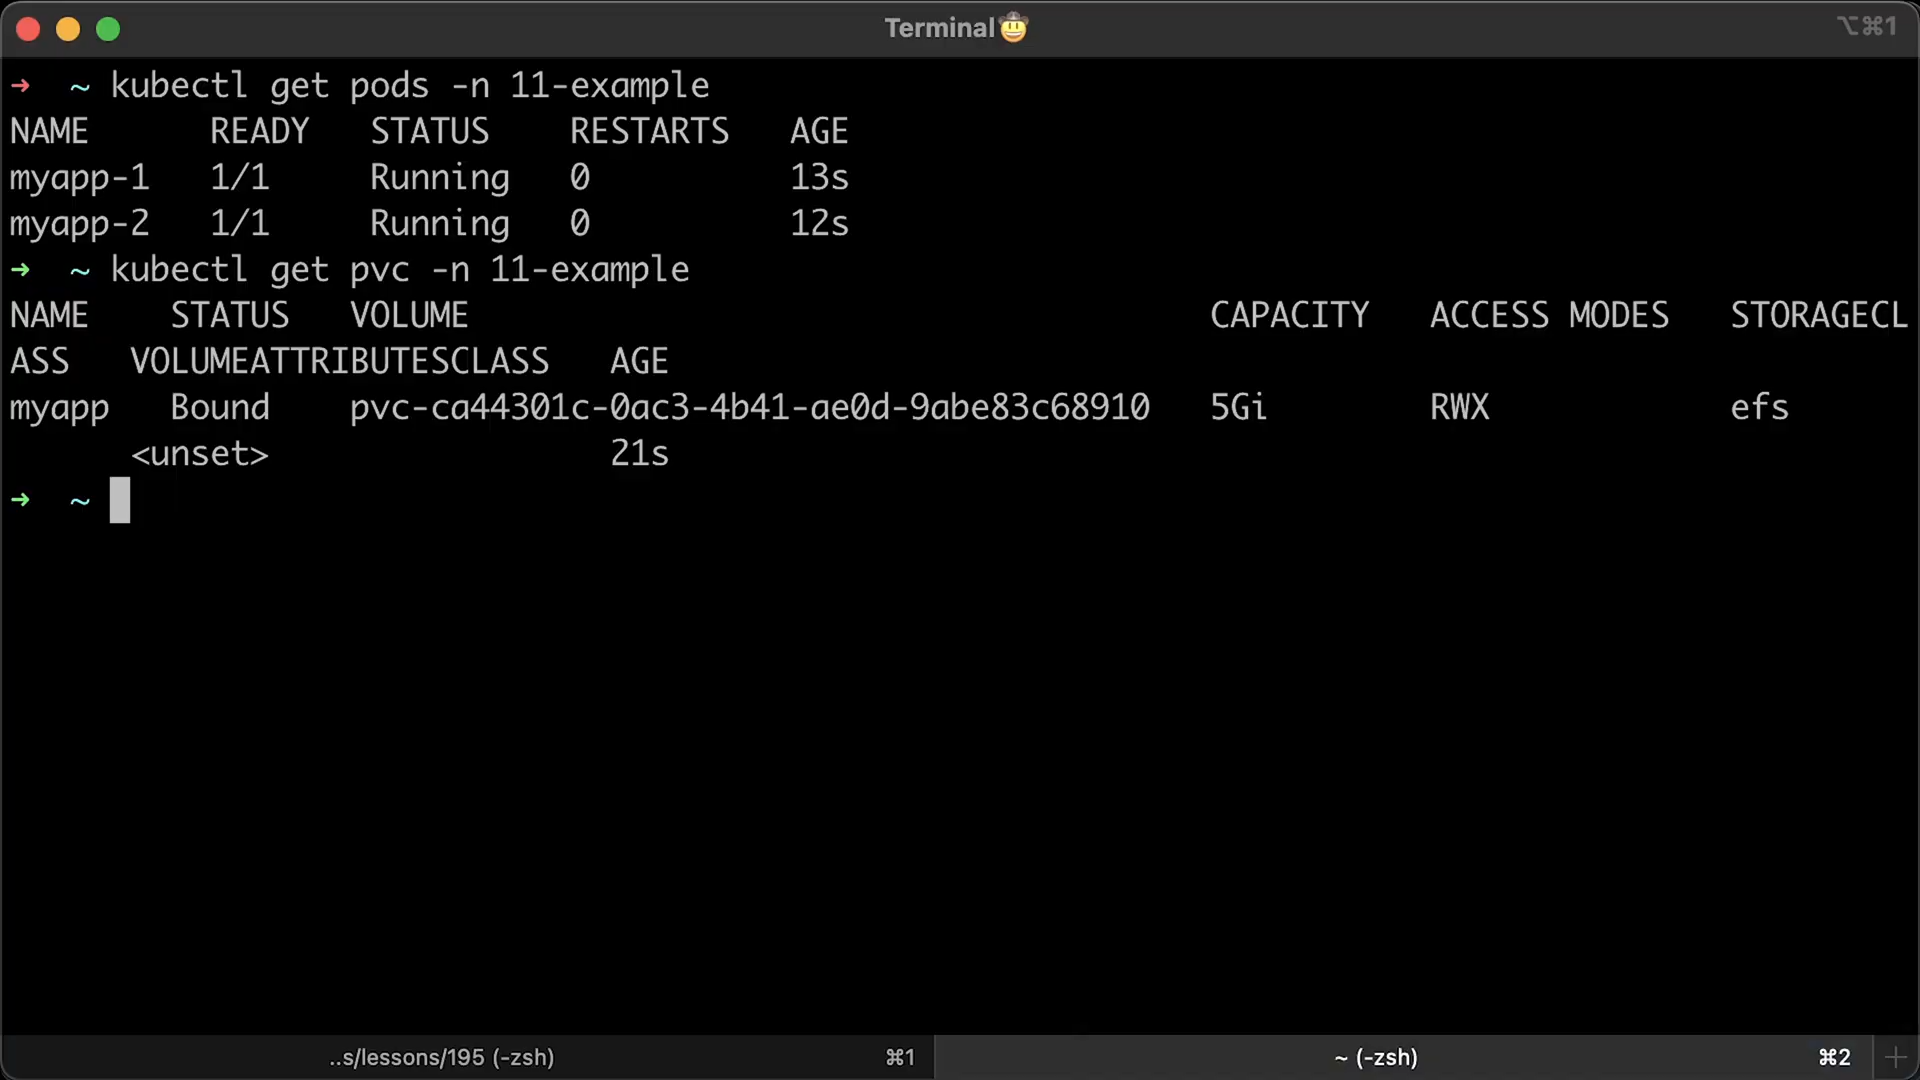 Terminal🤠
⌥⌘1
➜ ~ kubectl get pods -n 11-example
NAME READY STATUS RESTARTS AGE
myapp-1 1/1 Running 0 13s
myapp-2 1/1 Running 0 12s
➜ ~ kubectl get pvc -n 11-example
NAME STATUS VOLUME CAPACITY ACCESS MODES STORAGECL
ASS VOLUMEATTRIBUTESCLASS AGE
myapp Bound pvc-ca44301c-0ac3-4b41-ae0d-9abe83c68910 5Gi RWX efs
<unset> 21s
➜ ~
..s/lessons/195 (-zsh) ⌘1
~ (-zsh) ⌘2 +